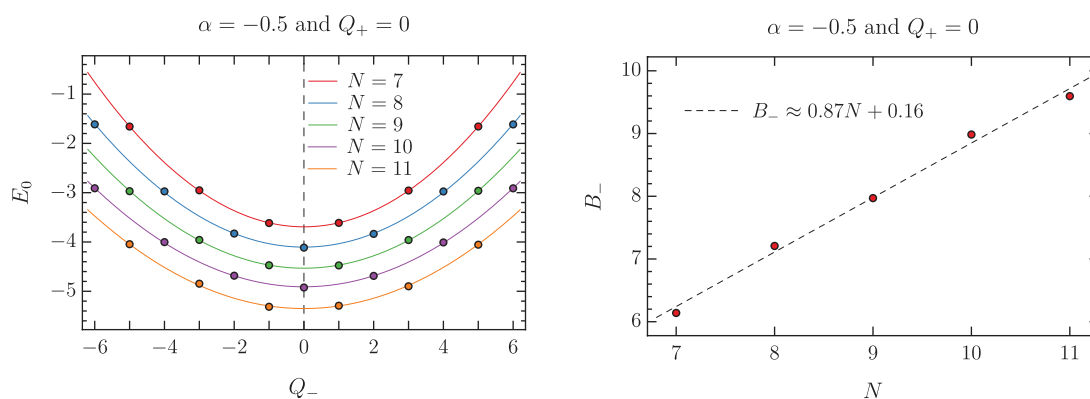 α = −0.5 and Q₊ = 0
E₀
−1
−2
−3
−4
−5
N = 7
N = 8
N = 9
N = 10
N = 11
−6 −4 −2 0 2 4 6
Q₋
α = −0.5 and Q₊ = 0
B₋
10
9
8
7
6
B₋ ≈ 0.87N + 0.16
7 8 9 10 11
N